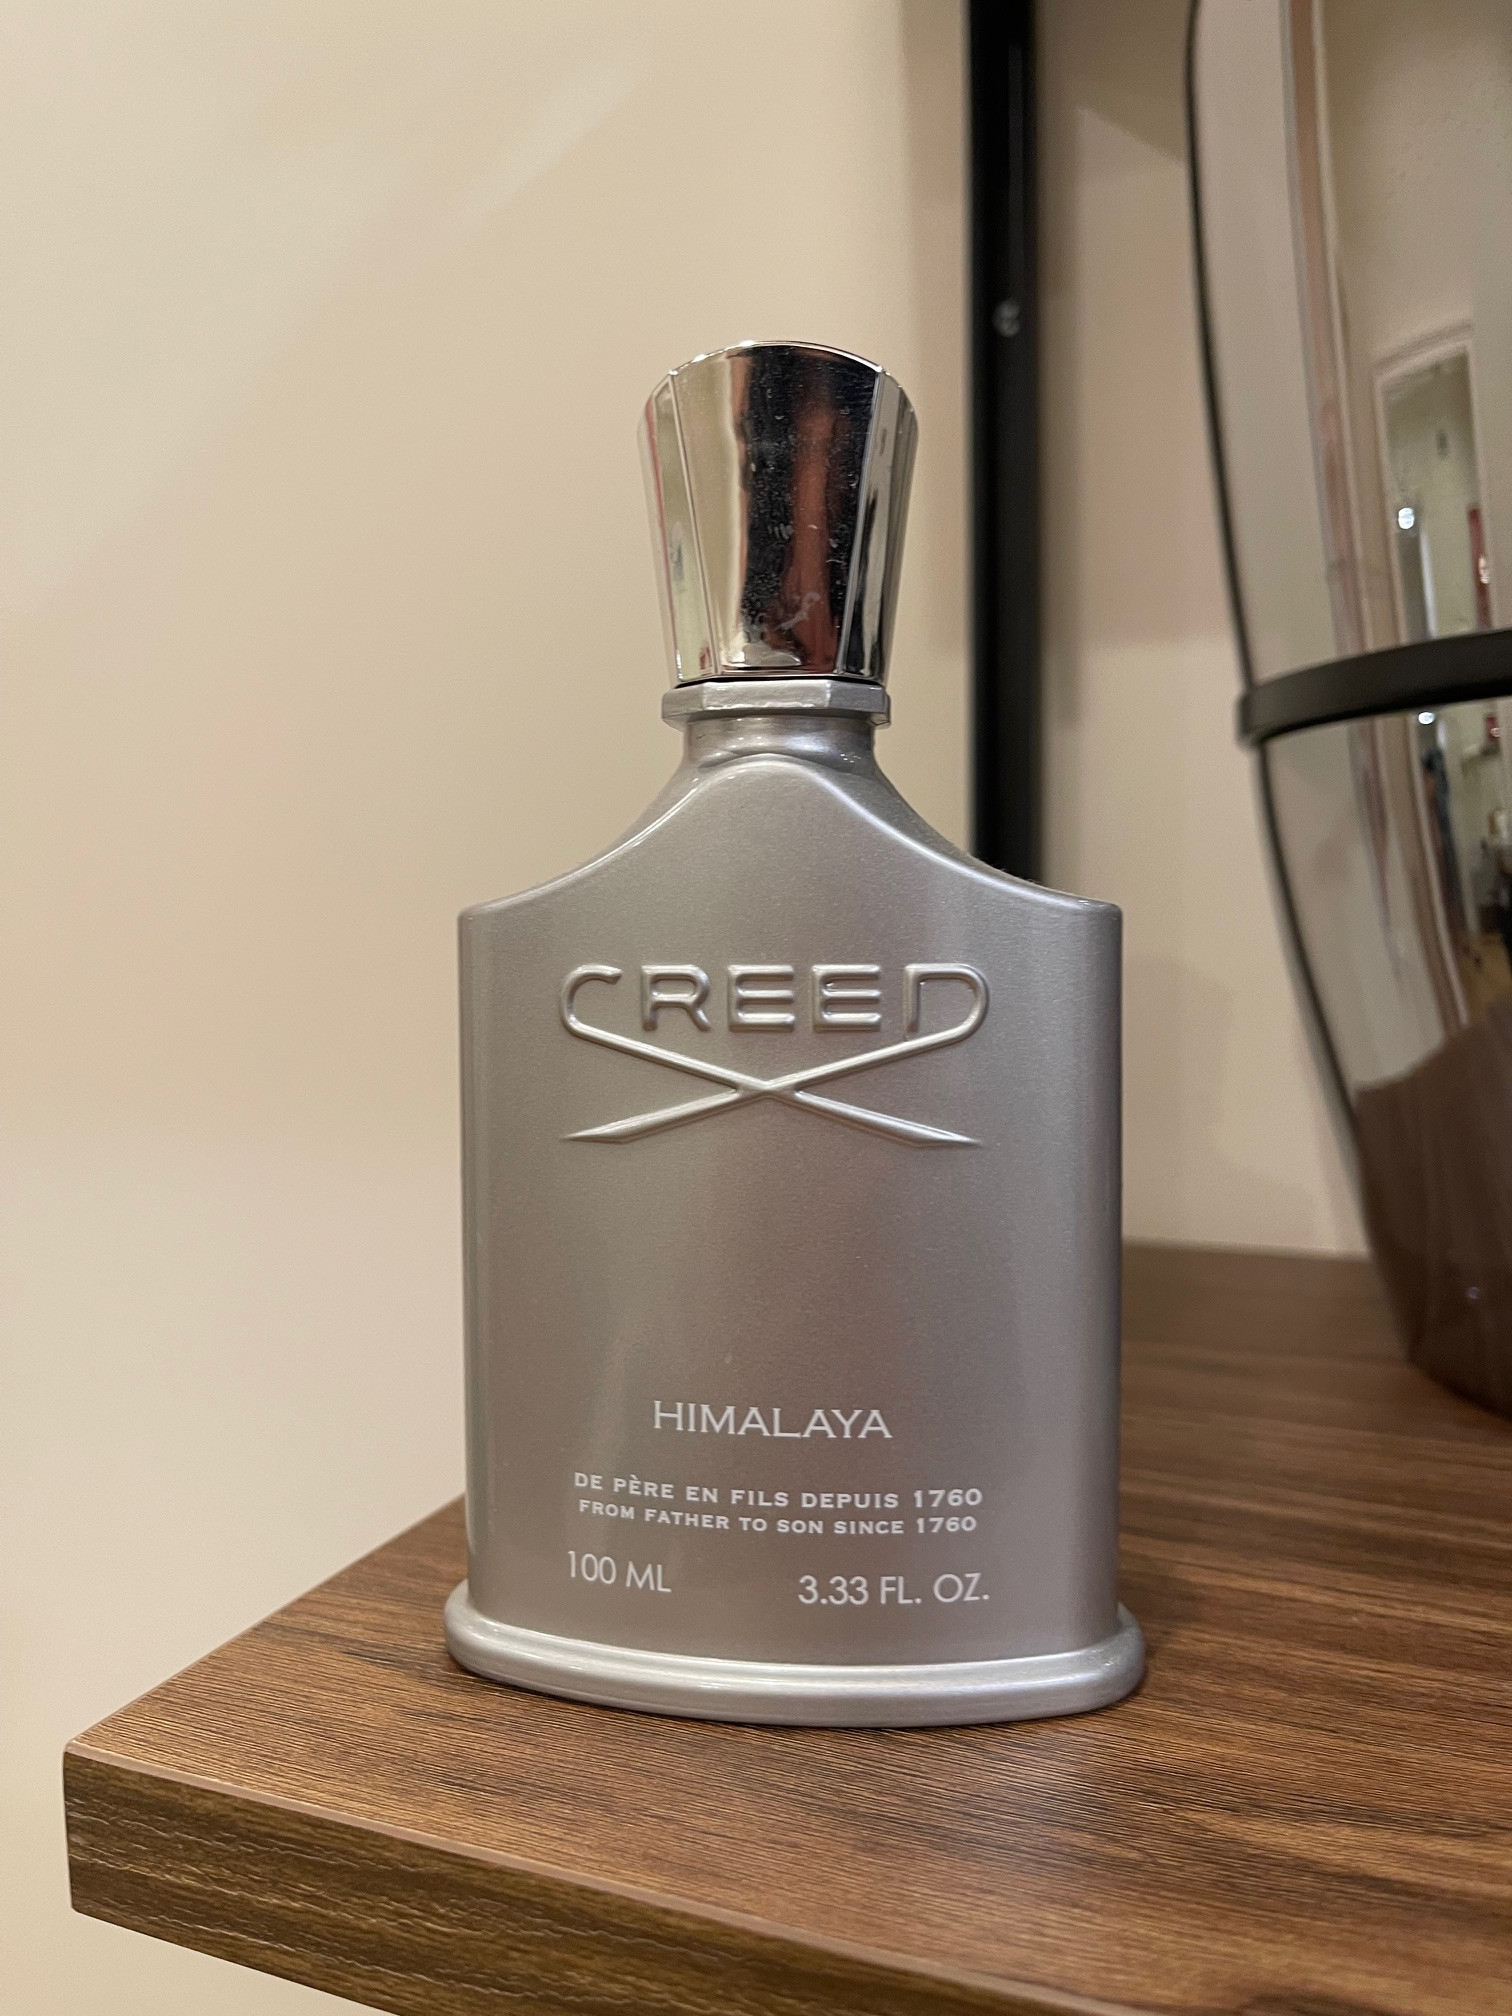 CREED
HIMALAYA
DE PÈRE EN FILS DEPUIS 1760
FROM FATHER TO SON SINCE 1760
100 ML 3.33 FL. OZ.